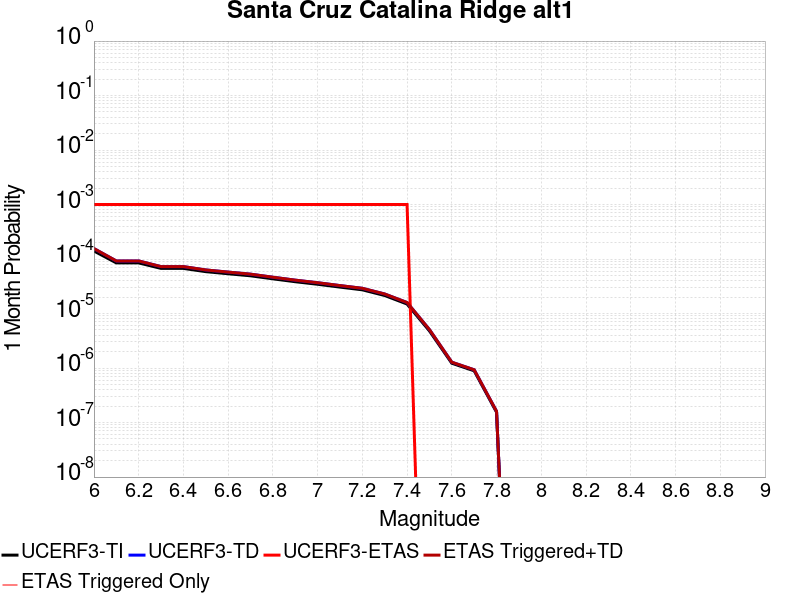 Santa Cruz Catalina Ridge alt1
1 Month Probability
10^0
10^-1
10^-2
10^-3
10^-4
10^-5
10^-6
10^-7
10^-8
6 6.2 6.4 6.6 6.8 7 7.2 7.4 7.6 7.8 8 8.2 8.4 8.6 8.8 9
Magnitude
UCERF3-TI UCERF3-TD UCERF3-ETAS ETAS Triggered+TD
ETAS Triggered Only